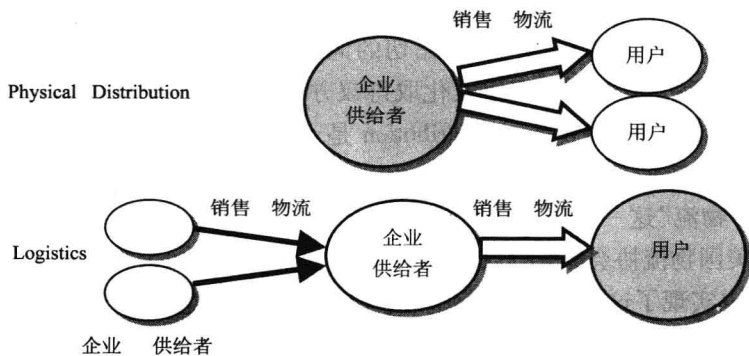 销售 物流
用户
企业
供给者
Physical Distribution
用户
销售 物流
销售 物流
企业
供给者
用户
Logistics
企业 供给者